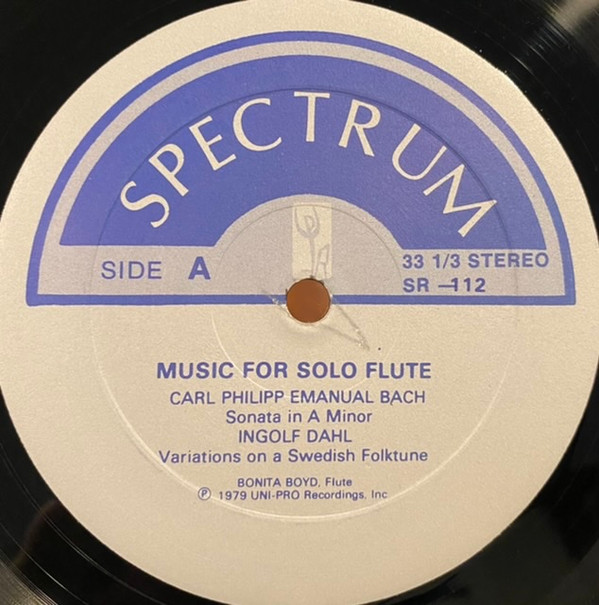 SPECTRUM
SIDE A
33 1/3 STEREO
SR –112
MUSIC FOR SOLO FLUTE
CARL PHILIPP EMANUAL BACH
Sonata in A Minor
INGOLF DAHL
Variations on a Swedish Folktune
BONITA BOYD, Flute
℗ 1979 UNI-PRO Recordings, Inc